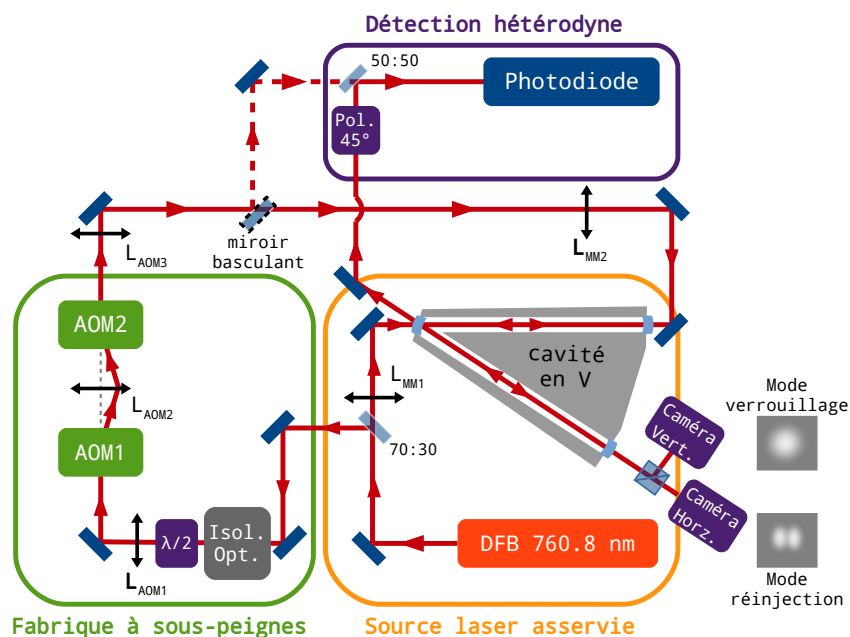 Détection hétérodyne
50:50
Photodiode
Pol.
45°
miroir
basculant
L_MM2
L_AOM3
AOM2
L_AOM2
AOM1
λ/2
Isol.
Opt.
L_AOM1
Fabrique à sous-peignes
L_MM1
70:30
cavité
en V
DFB 760.8 nm
Source laser asservie
Caméra
Vert.
Caméra
Horz.
Mode
verrouillage
Mode
réinjection